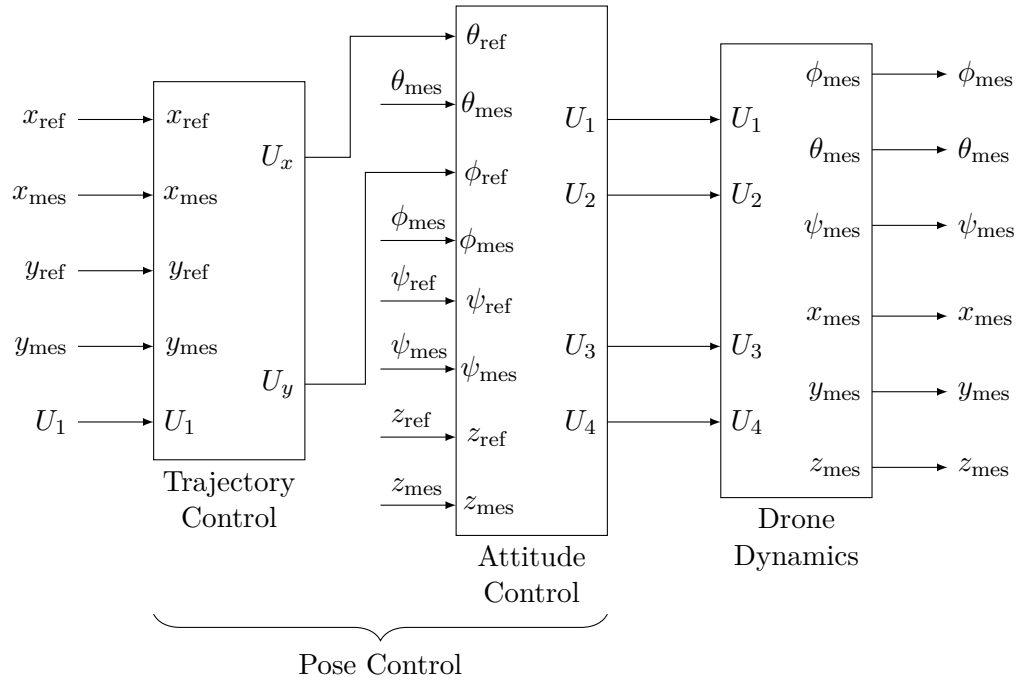 x_ref
x_mes
y_ref
y_mes
U_1
x_ref
x_mes
y_ref
y_mes
U_1
U_x
U_y
Trajectory
Control
θ_mes
ϕ_mes
ψ_ref
ψ_mes
z_ref
z_mes
θ_ref
θ_mes
ϕ_ref
ϕ_mes
ψ_ref
ψ_mes
z_ref
z_mes
U_1
U_2
U_3
U_4
Attitude
Control
U_1
U_2
U_3
U_4
ϕ_mes
θ_mes
ψ_mes
x_mes
y_mes
z_mes
Drone
Dynamics
ϕ_mes
θ_mes
ψ_mes
x_mes
y_mes
z_mes
Pose Control